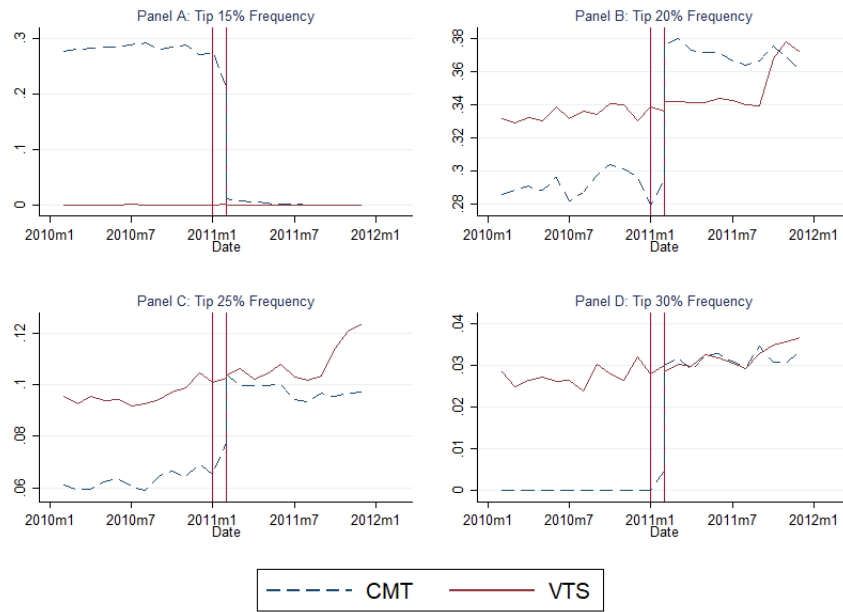 Panel A: Tip 15% Frequency
.3
.2
.1
0
2010m1 2010m7 2011m1 2011m7 2012m1
Date
Panel B: Tip 20% Frequency
.38
.36
.34
.32
.3
.28
2010m1 2010m7 2011m1 2011m7 2012m1
Date
Panel C: Tip 25% Frequency
.12
.1
.08
.06
2010m1 2010m7 2011m1 2011m7 2012m1
Date
Panel D: Tip 30% Frequency
.04
.03
.02
.01
0
2010m1 2010m7 2011m1 2011m7 2012m1
Date
CMT VTS